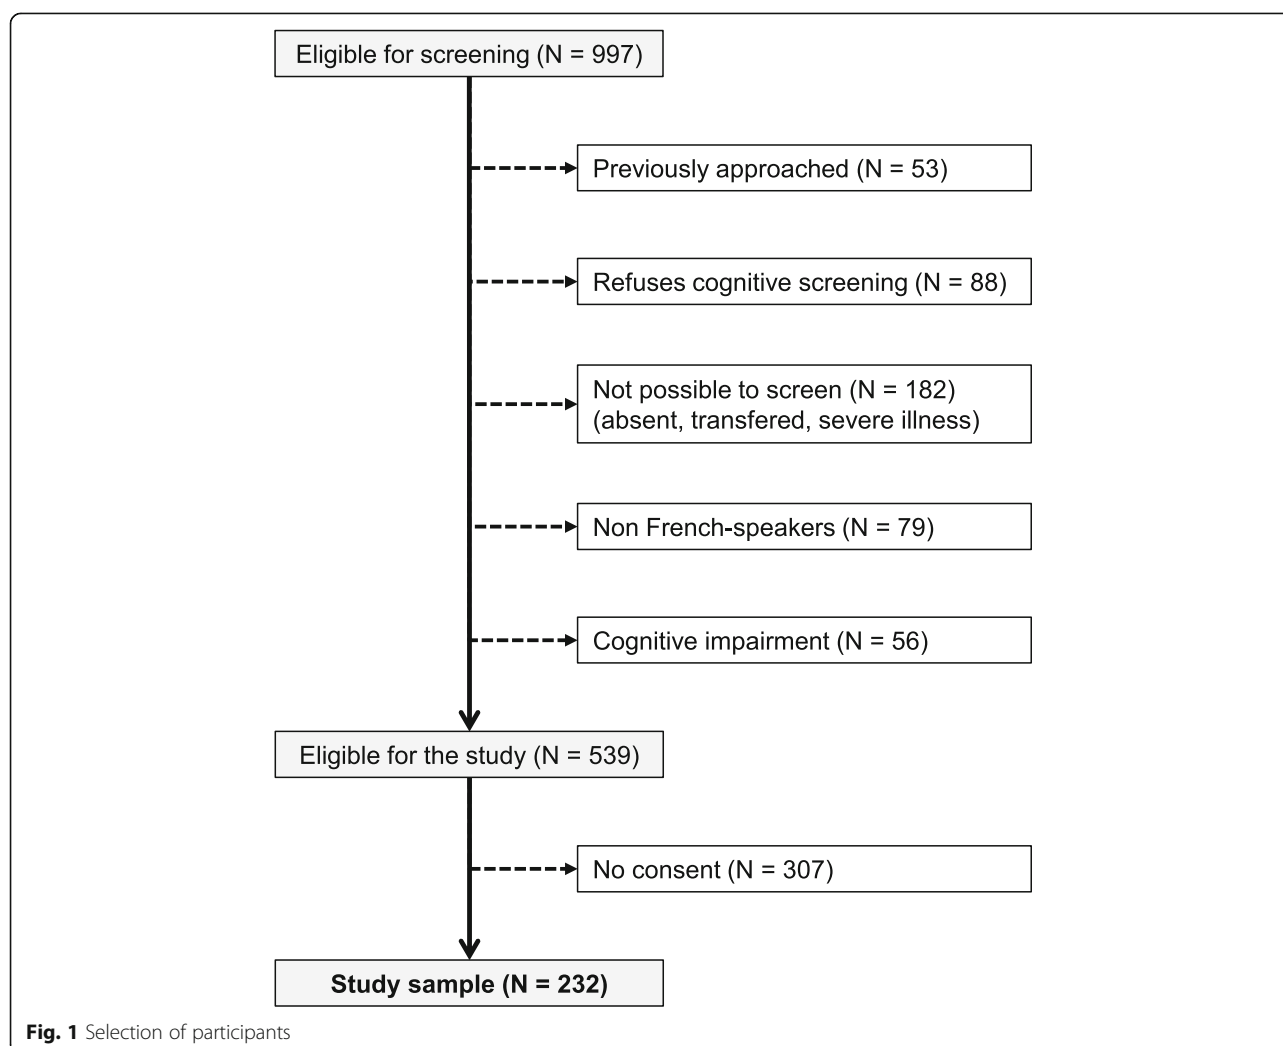 Eligible for screening (N = 997)
Previously approached (N = 53)
Refuses cognitive screening (N = 88)
Not possible to screen (N = 182)
(absent, transfered, severe illness)
Non French-speakers (N = 79)
Cognitive impairment (N = 56)
Eligible for the study (N = 539)
No consent (N = 307)
Study sample (N = 232)
Fig. 1 Selection of participants